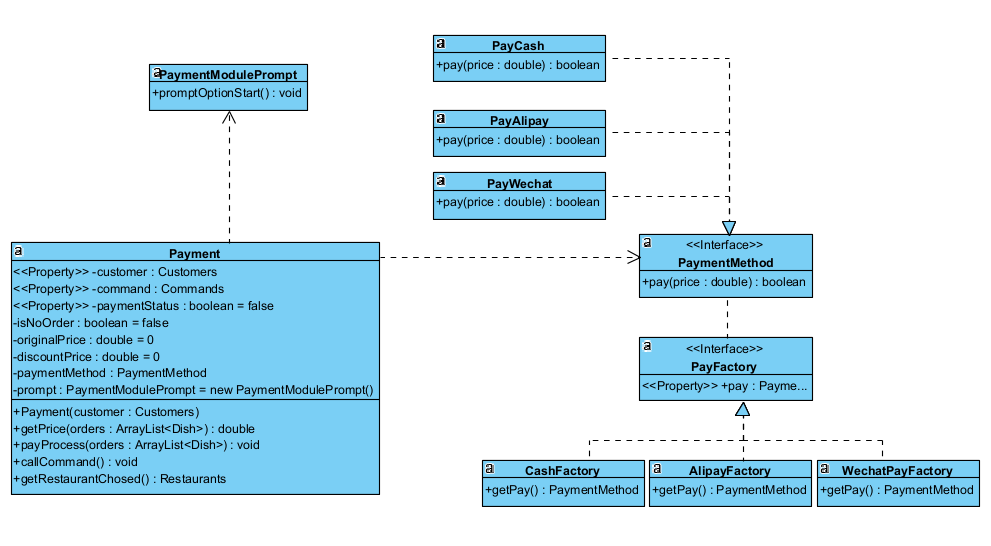 a
PayCash
+pay(price : double) : boolean
a
PaymentModulePrompt
+promptOptionStart() : void
a
PayAlipay
+pay(price : double) : boolean
a
PayWechat
+pay(price : double) : boolean
a
Payment
<<Property>> -customer : Customers
<<Property>> -command : Commands
<<Property>> -paymentStatus : boolean = false
-isNoOrder : boolean = false
-originalPrice : double = 0
-discountPrice : double = 0
-paymentMethod : PaymentMethod
-prompt : PaymentModulePrompt = new PaymentModulePrompt()
+Payment(customer : Customers)
+getPrice(orders : ArrayList<Dish>) : double
+payProcess(orders : ArrayList<Dish>) : void
+callCommand() : void
+getRestaurantChosed() : Restaurants
a
<<Interface>>
PaymentMethod
+pay(price : double) : boolean
a
<<Interface>>
PayFactory
<<Property>> +pay : Payme...
a
CashFactory
+getPay() : PaymentMethod
a
AlipayFactory
+getPay() : PaymentMethod
a
WechatPayFactory
+getPay() : PaymentMethod